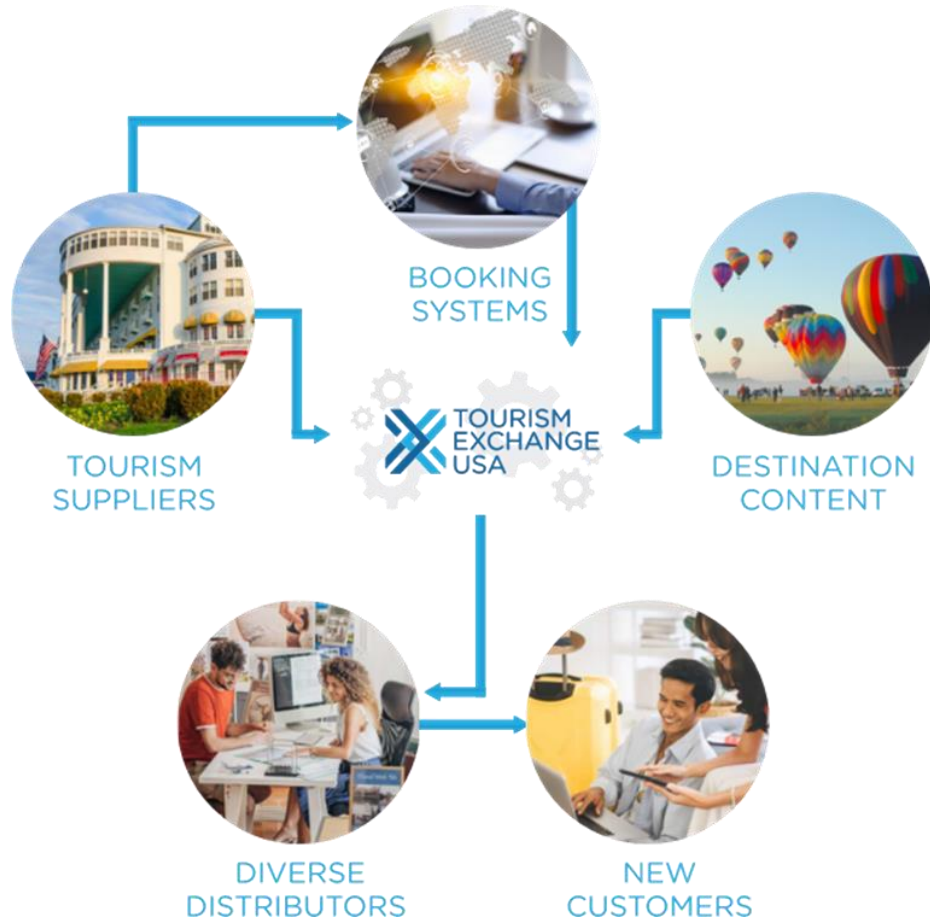 BOOKING
SYSTEMS
TOURISM
EXCHANGE
USA
TOURISM
SUPPLIERS
DESTINATION
CONTENT
DIVERSE
DISTRIBUTORS
NEW
CUSTOMERS